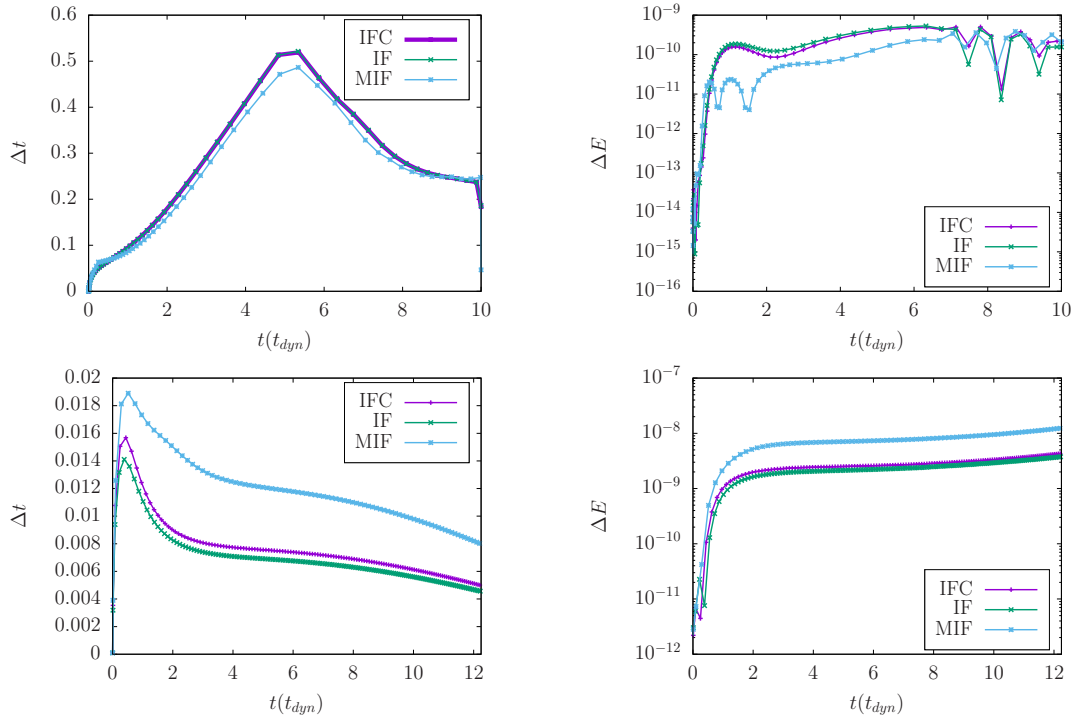 0.6
0.5
0.4
0.3
0.2
0.1
0
Δt
0 2 4 6 8 10
t(t_dyn)
IFC
IF
MIF
10^−9
10^−10
10^−11
10^−12
10^−13
10^−14
10^−15
10^−16
ΔE
0 2 4 6 8 10
t(t_dyn)
IFC
IF
MIF
0.02
0.018
0.016
0.014
0.012
0.01
0.008
0.006
0.004
0.002
0
Δt
0 2 4 6 8 10 12
t(t_dyn)
IFC
IF
MIF
10^−7
10^−8
10^−9
10^−10
10^−11
10^−12
ΔE
0 2 4 6 8 10 12
t(t_dyn)
IFC
IF
MIF